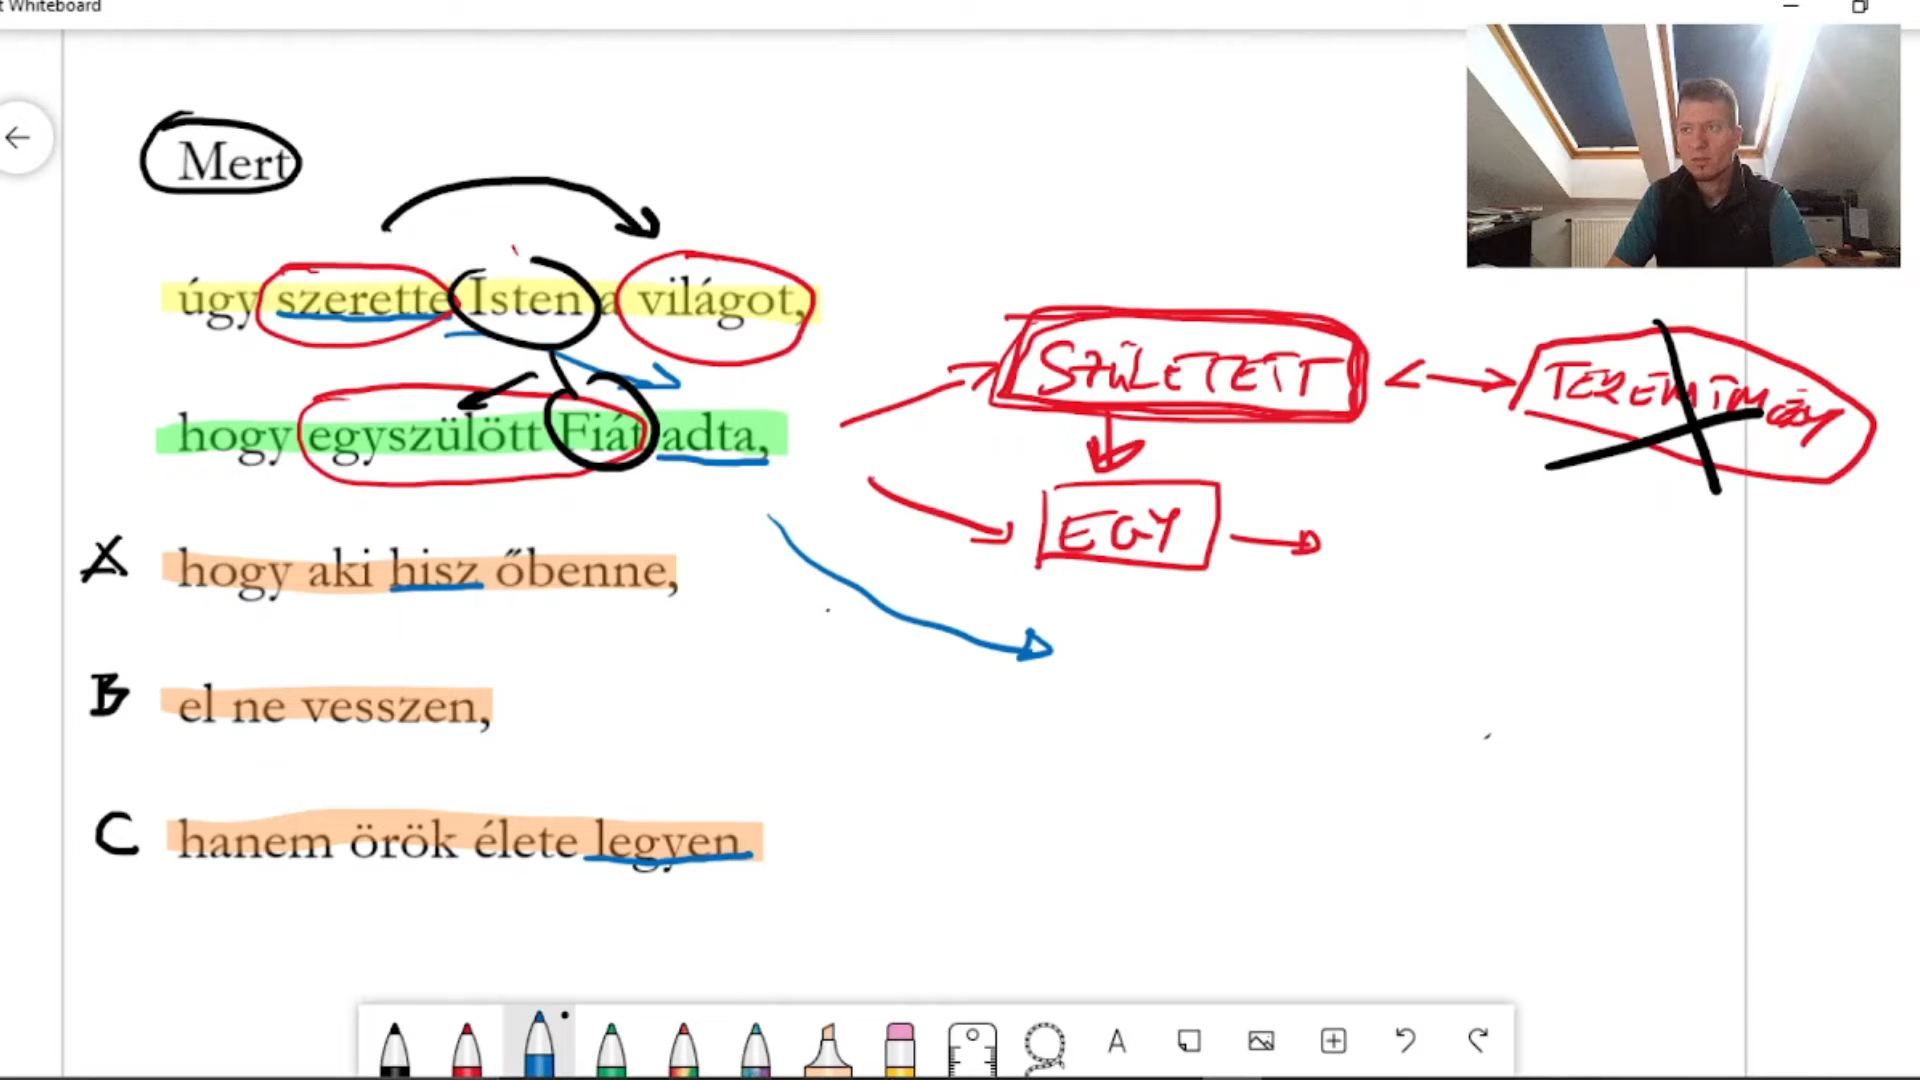 t Whiteboard
Mert
úgy szerette Isten a világot,
hogy egyszülött Fiát adta,
A hogy aki hisz őbenne,
B el ne vesszen,
C hanem örök élete legyen.
SZÜLETETT
TEREMTMÉNY
EGY
A